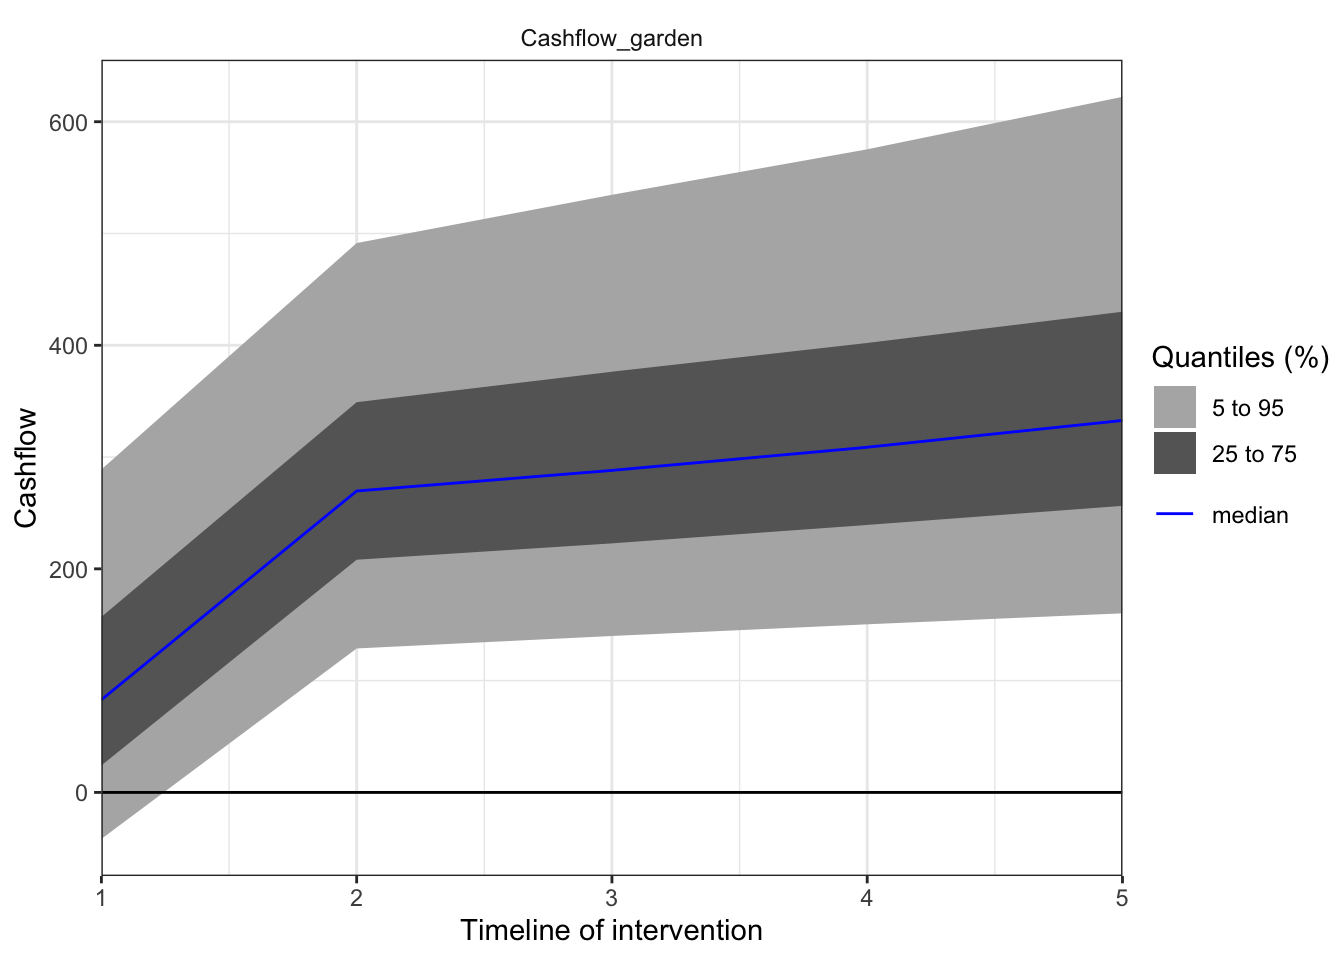 Cashflow_garden
600
400
200
0
Cashflow
1 2 3 4 5
Timeline of intervention
Quantiles (%)
5 to 95
25 to 75
median